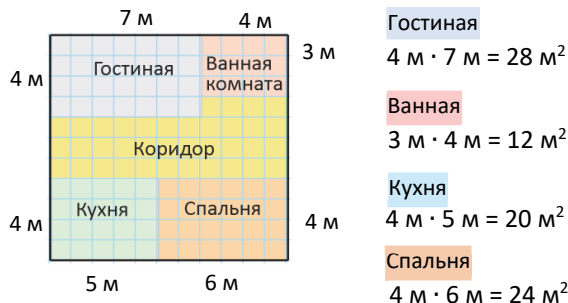 7 м 4 м
Гостиная
4 м
Гостиная
Ванная
комната
3 м
4 м · 7 м = 28 м²
Ванная
3 м · 4 м = 12 м²
Коридор
Кухня
4 м · 5 м = 20 м²
4 м
Кухня
Спальня
4 м
Спальня
4 м · 6 м = 24 м²
5 м 6 м